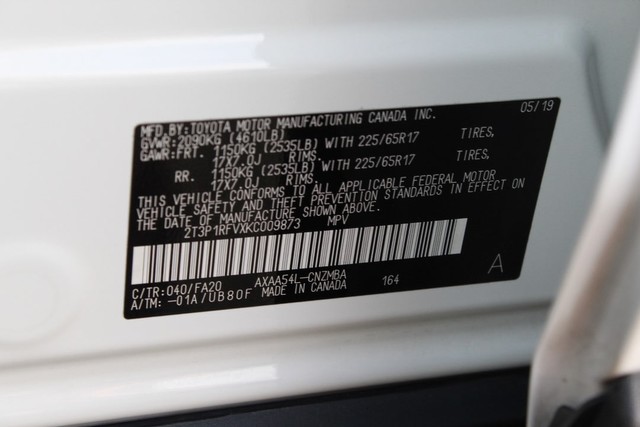 MFD.BY:TOYOTA MOTOR MANUFACTURING CANADA INC. 05/19
GVWR:2090KG (4610LB)
GAWR:FRT. 1150KG (2535LB) WITH 225/65R17 TIRES,
17X7.0J RIMS.
RR. 1150KG (2535LB) WITH 225/65R17 TIRES,
17X7.0J RIMS.
THIS VEHICLE CONFORMS TO ALL APPLICABLE FEDERAL MOTOR
VEHICLE SAFETY AND THEFT PREVENTION STANDARDS IN EFFECT ON
THE DATE OF MANUFACTURE SHOWN ABOVE.
2T3P1RFVXKC009873 MPV
C/TR:040/FA20 AXAA54L-CNZMBA 164 A
A/TM:-01A/UB80F MADE IN CANADA